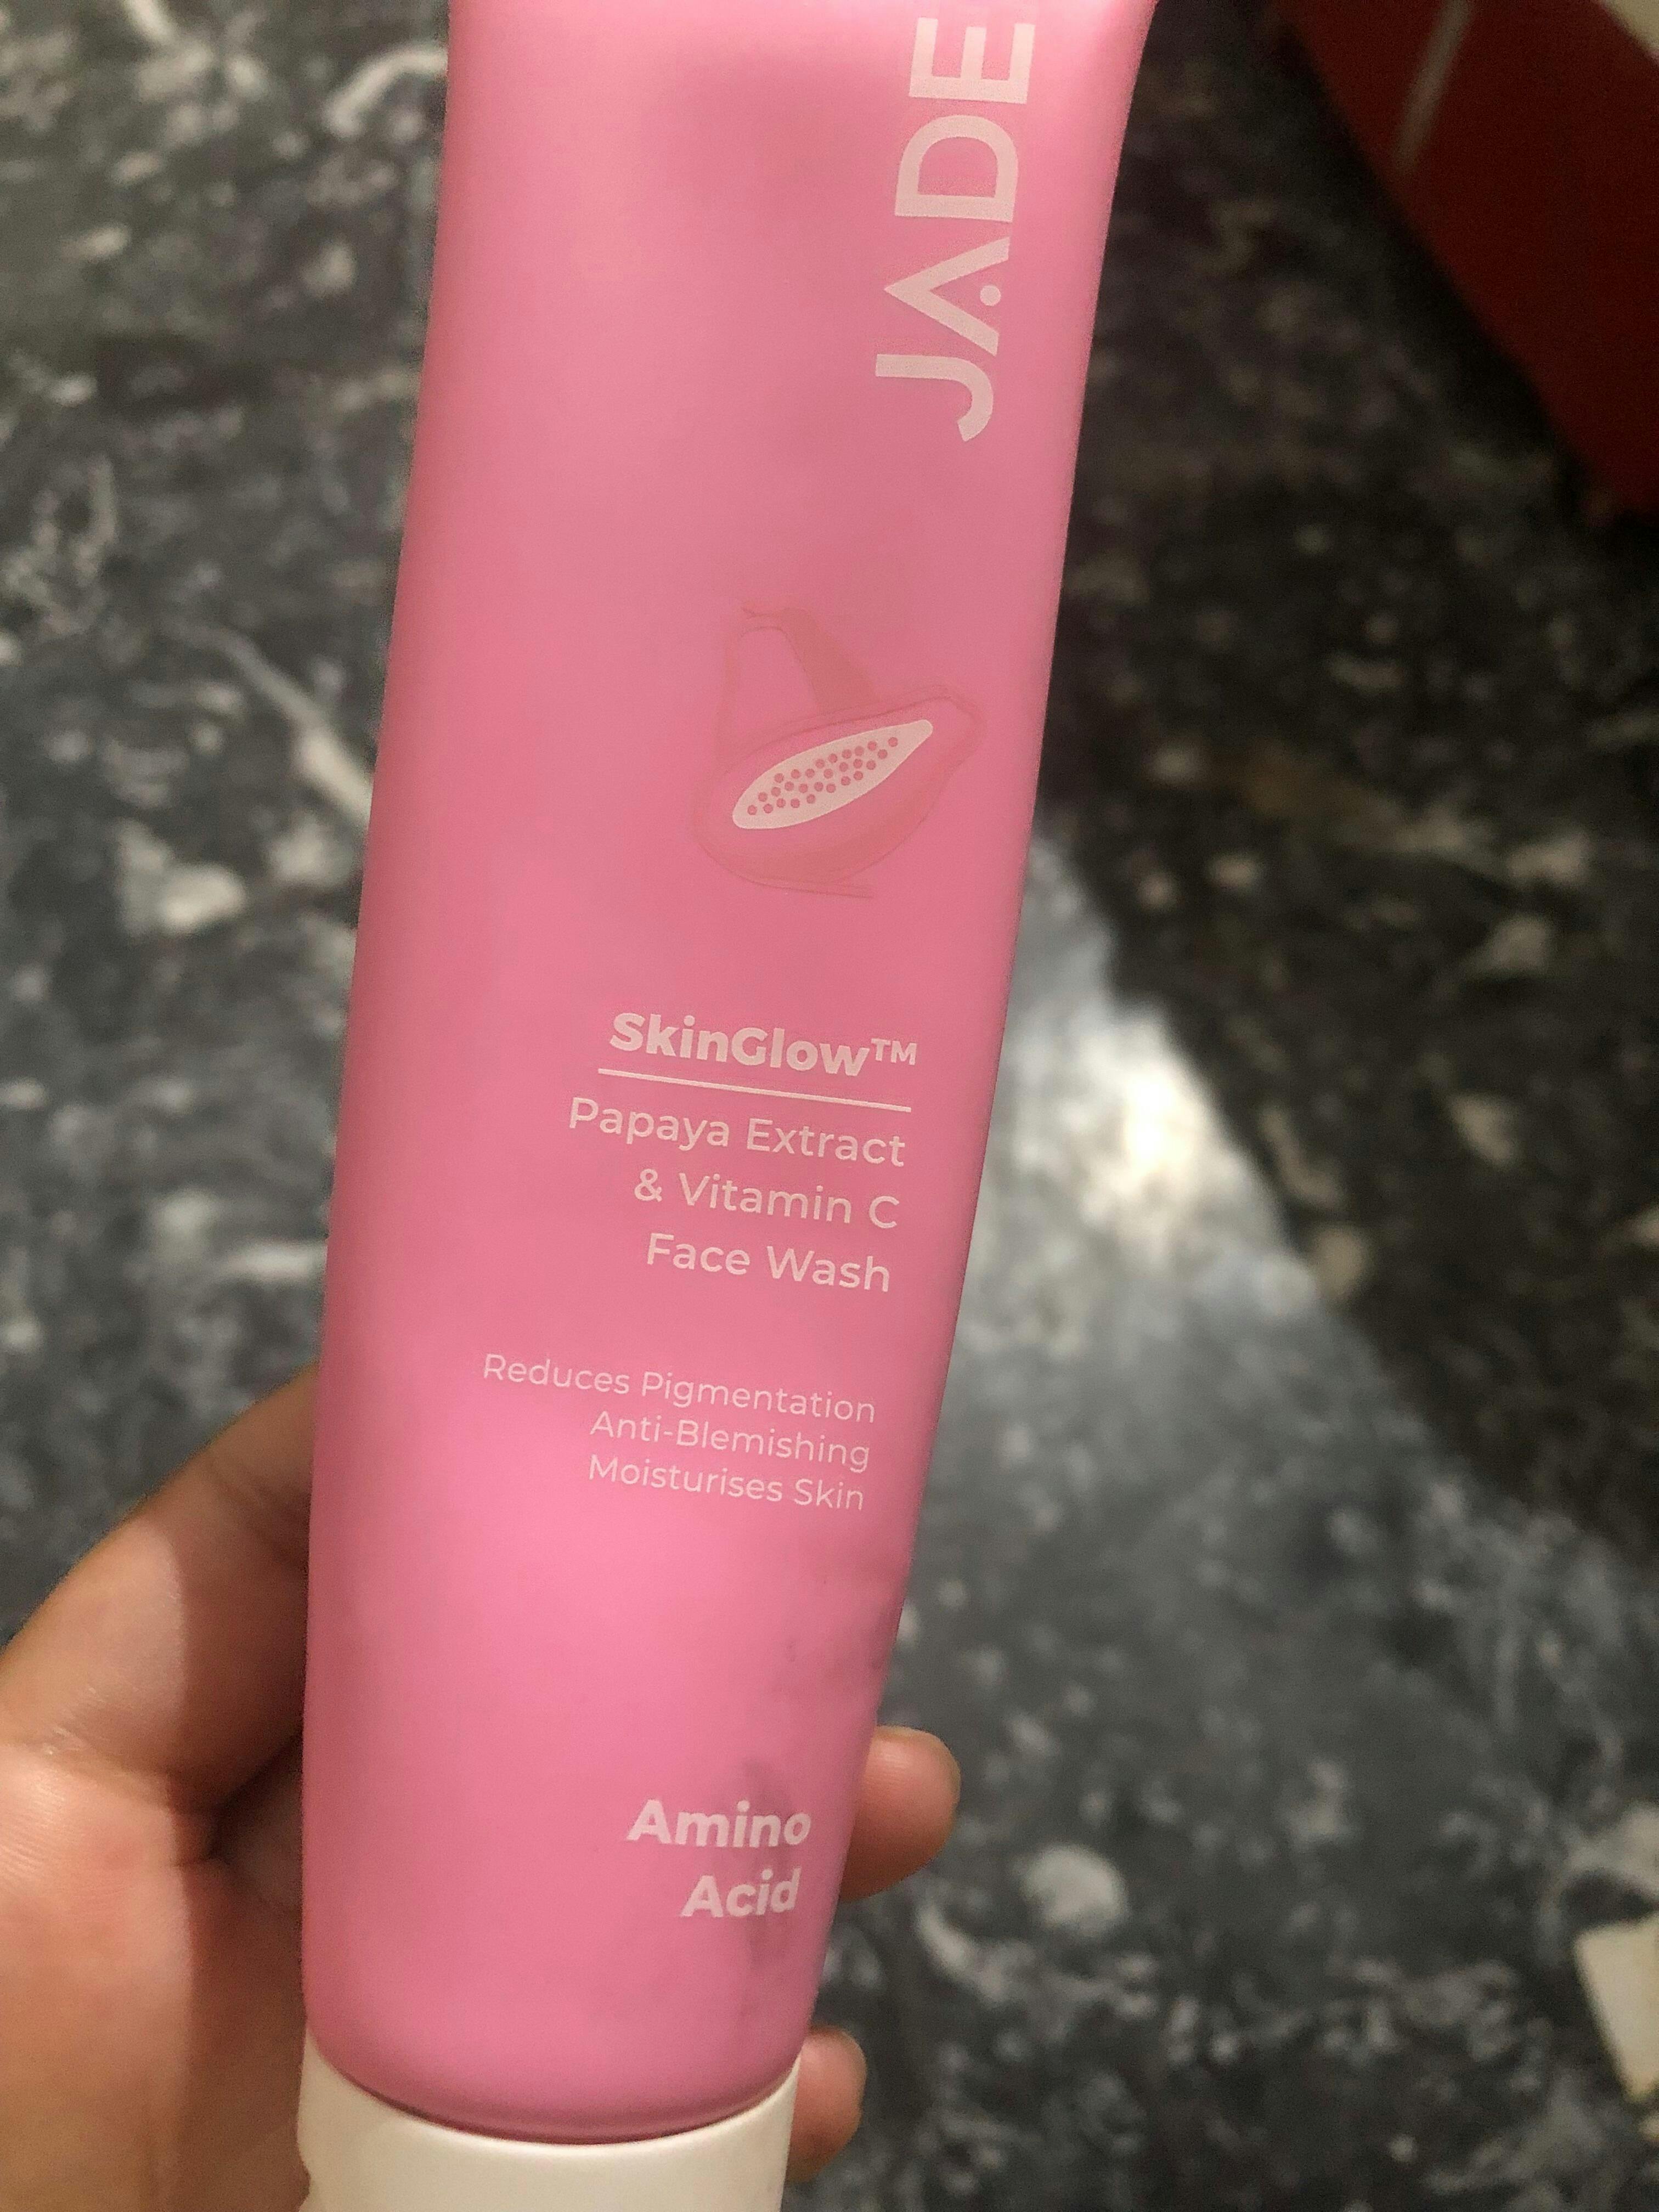 JADE
SkinGlow™
Papaya Extract
& Vitamin C
Face Wash
Reduces Pigmentation
Anti-Blemishing
Moisturises Skin
Amino
Acid